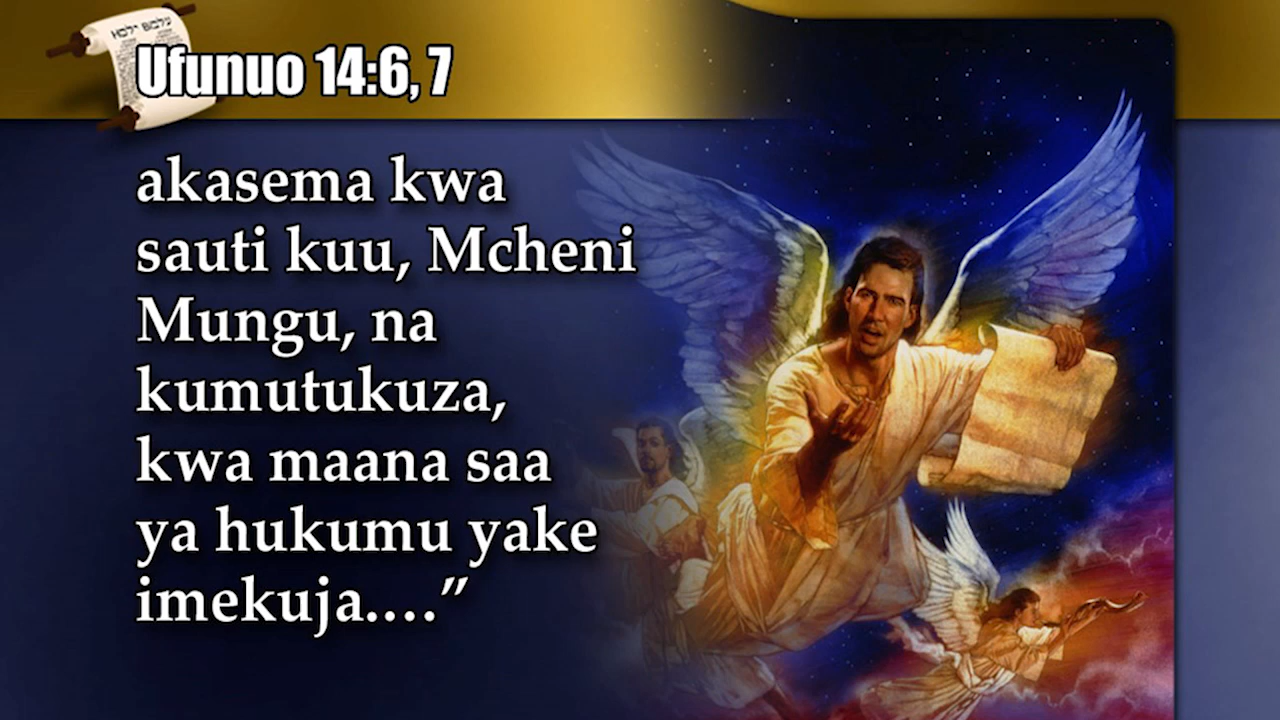 Ufunuo 14:6, 7
akasema kwa
sauti kuu, Mcheni
Mungu, na
kumutukuza,
kwa maana saa
ya hukumu yake
imekuja....”